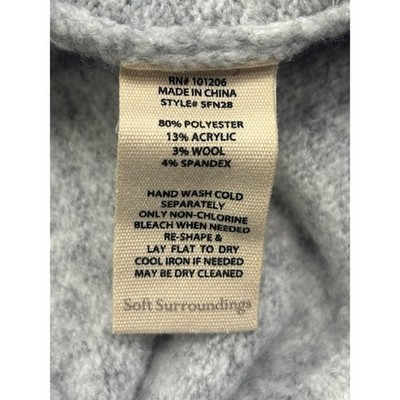 RN# 101206
MADE IN CHINA
STYLE# 5FN28
80% POLYESTER
13% ACRYLIC
3% WOOL
4% SPANDEX
HAND WASH COLD
SEPARATELY
ONLY NON-CHLORINE
BLEACH WHEN NEEDED
RE-SHAPE &
LAY FLAT TO DRY
COOL IRON IF NEEDED
MAY BE DRY CLEANED
Soft Surroundings